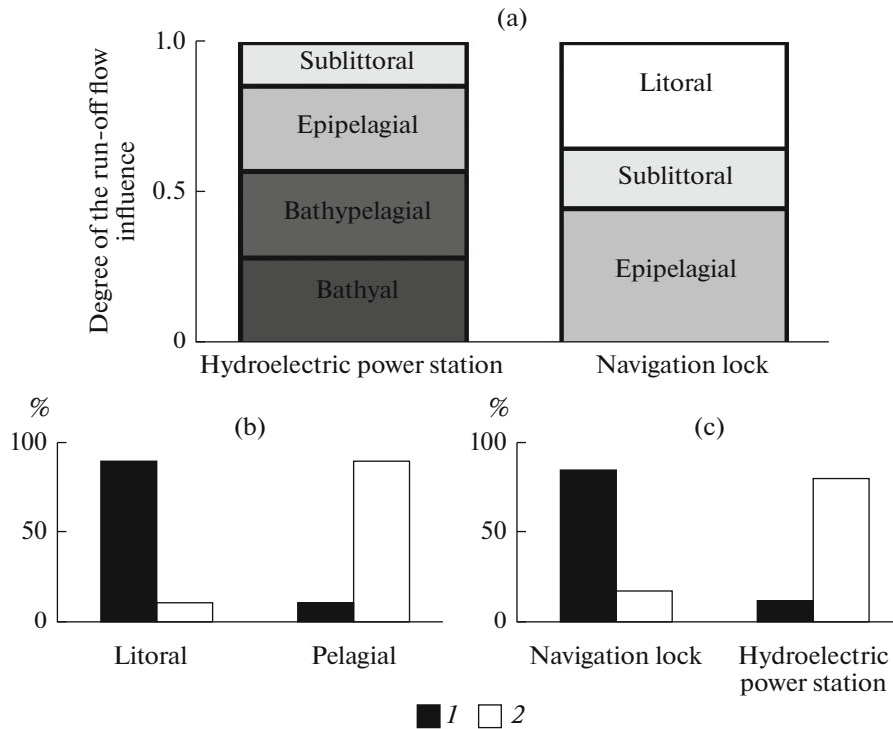 (a)
1.0
0.5
0
Degree of the run-off flow
influence
Sublittoral
Epipelagial
Bathypelagial
Bathyal
Litoral
Sublittoral
Epipelagial
Hydroelectric power station
Navigation lock
%
(b)
100
50
0
Litoral
Pelagial
%
(c)
100
50
0
Navigation lock
Hydroelectric
power station
1
2